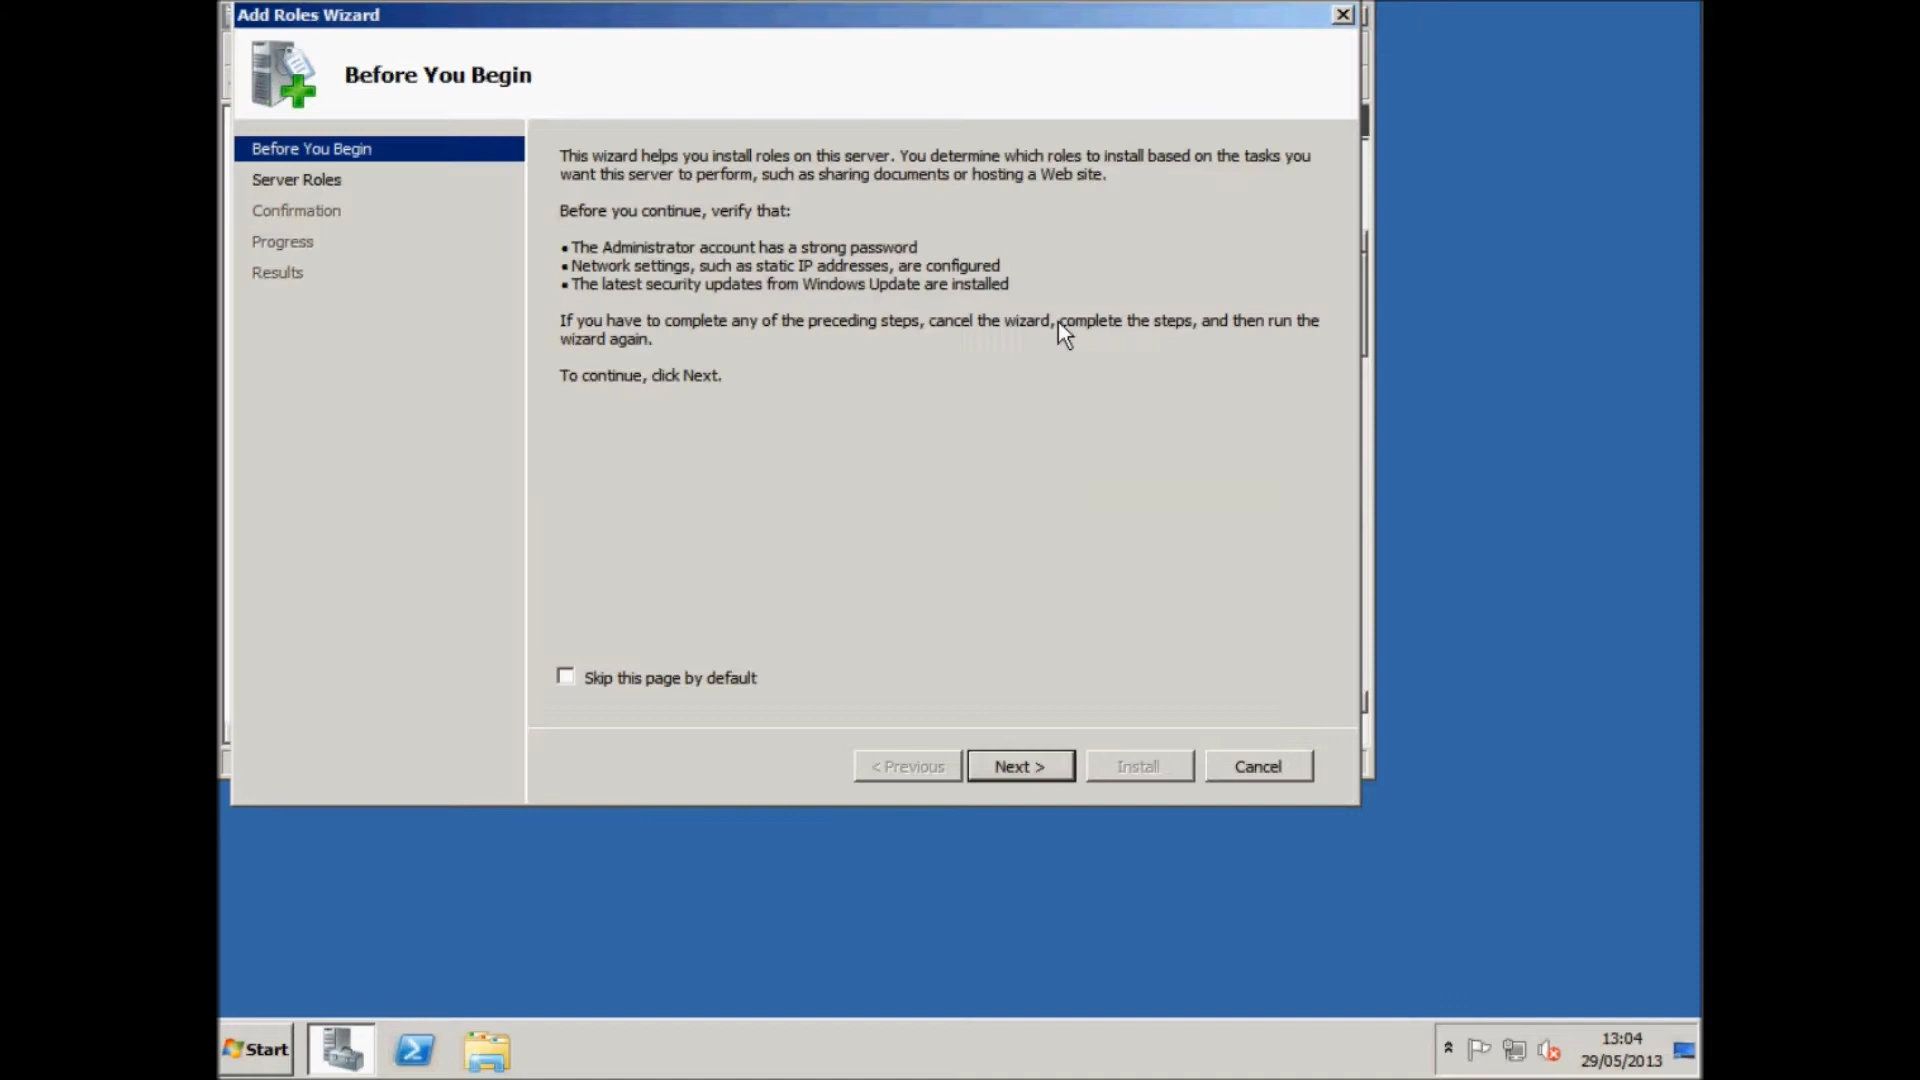 Add Roles Wizard
Before You Begin
Before You Begin
Server Roles
Confirmation
Progress
Results
This wizard helps you install roles on this server. You determine which roles to install based on the tasks you
want this server to perform, such as sharing documents or hosting a Web site.
Before you continue, verify that:
• The Administrator account has a strong password
• Network settings, such as static IP addresses, are configured
• The latest security updates from Windows Update are installed
If you have to complete any of the preceding steps, cancel the wizard, complete the steps, and then run the
wizard again.
To continue, click Next.
Skip this page by default
< Previous
Next >
Install
Cancel
Start
13:04
29/05/2013